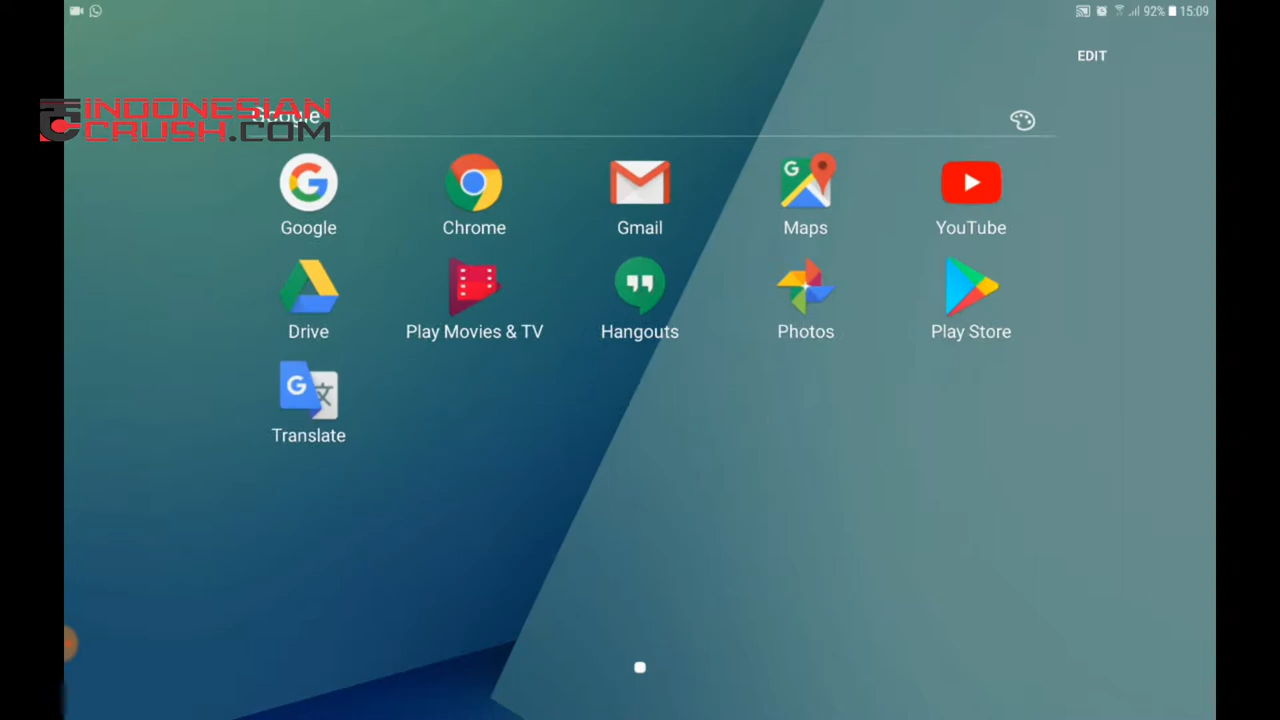 92% 15:09
EDIT
INDONESIAN
CRUSH.COM
Google
Google Chrome Gmail Maps YouTube
Drive Play Movies & TV Hangouts Photos Play Store
Translate